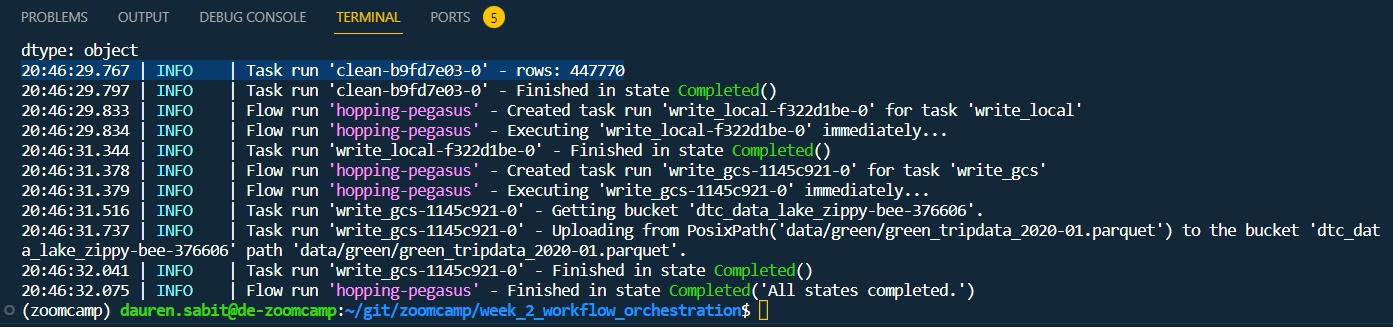 PROBLEMS OUTPUT DEBUG CONSOLE TERMINAL PORTS 5
dtype: object
20:46:29.767 | INFO    | Task run 'clean-b9fd7e03-0' - rows: 447770
20:46:29.797 | INFO    | Task run 'clean-b9fd7e03-0' - Finished in state Completed()
20:46:29.833 | INFO    | Flow run 'hopping-pegasus' - Created task run 'write_local-f322d1be-0' for task 'write_local'
20:46:29.834 | INFO    | Flow run 'hopping-pegasus' - Executing 'write_local-f322d1be-0' immediately...
20:46:31.344 | INFO    | Task run 'write_local-f322d1be-0' - Finished in state Completed()
20:46:31.378 | INFO    | Flow run 'hopping-pegasus' - Created task run 'write_gcs-1145c921-0' for task 'write_gcs'
20:46:31.379 | INFO    | Flow run 'hopping-pegasus' - Executing 'write_gcs-1145c921-0' immediately...
20:46:31.516 | INFO    | Task run 'write_gcs-1145c921-0' - Getting bucket 'dtc_data_lake_zippy-bee-376606'.
20:46:31.737 | INFO    | Task run 'write_gcs-1145c921-0' - Uploading from PosixPath('data/green/green_tripdata_2020-01.parquet') to the bucket 'dtc_dat
a_lake_zippy-bee-376606' path 'data/green/green_tripdata_2020-01.parquet'.
20:46:32.041 | INFO    | Task run 'write_gcs-1145c921-0' - Finished in state Completed()
20:46:32.075 | INFO    | Flow run 'hopping-pegasus' - Finished in state Completed('All states completed.')
(zoomcamp) dauren.sabit@de-zoomcamp:~/git/zoomcamp/week_2_workflow_orchestration$